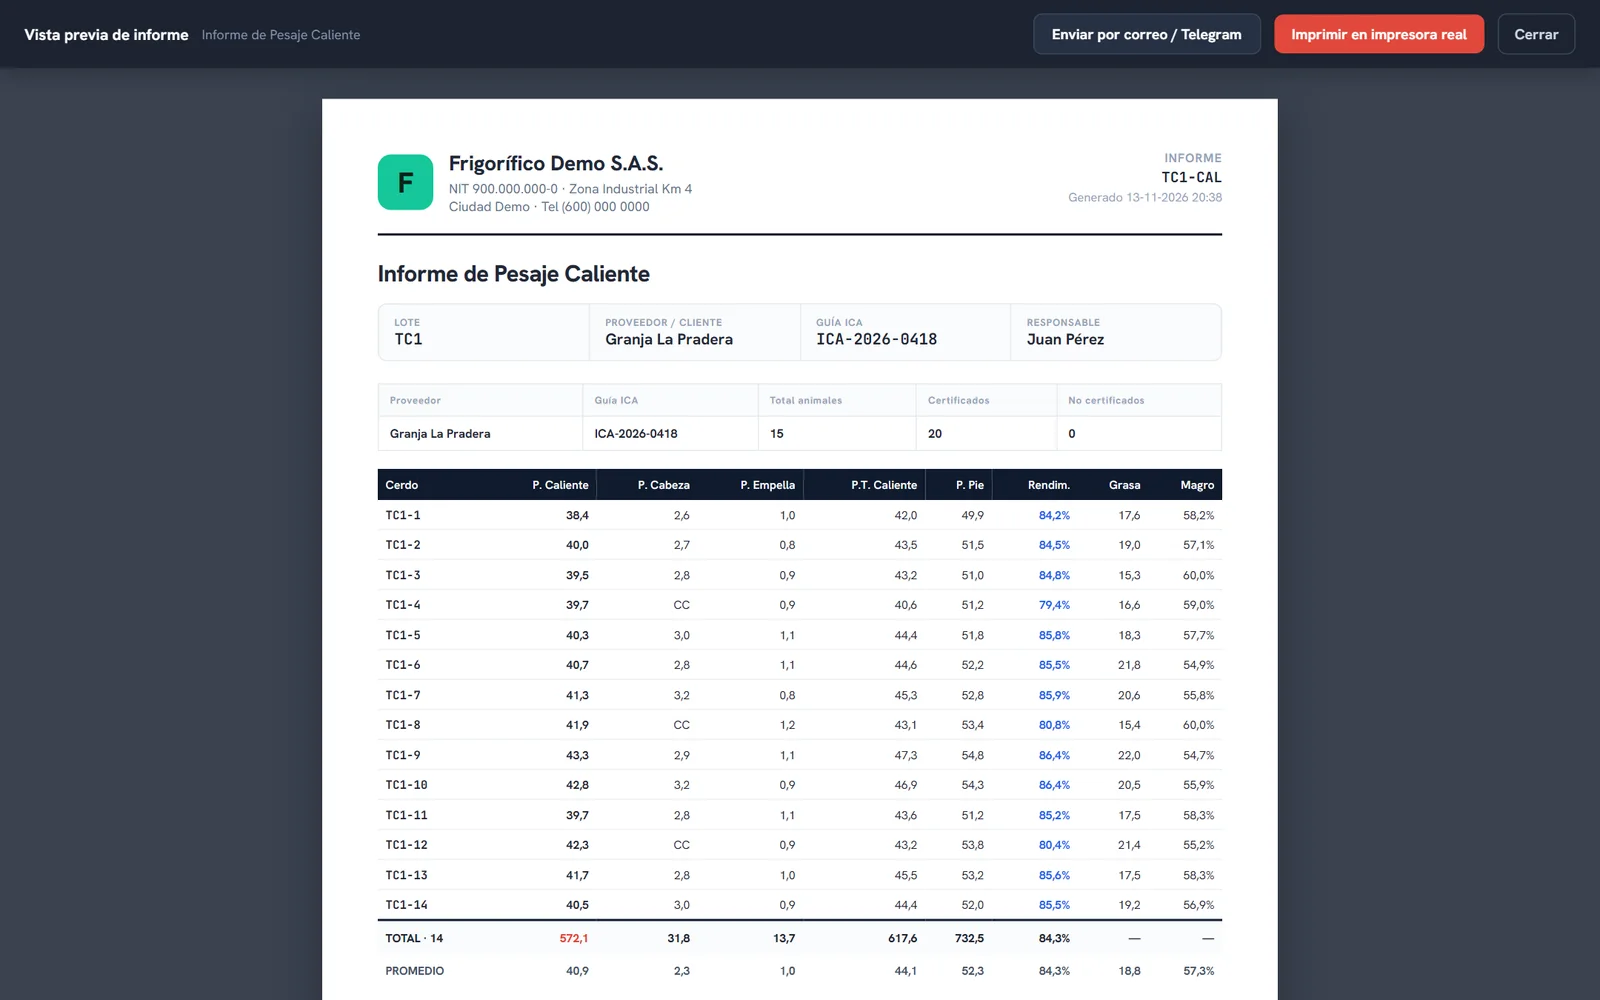 Vista previa de informe Informe de Pesaje Caliente Enviar por correo / Telegram Imprimir en impresora real Cerrar
F
Frigorífico Demo S.A.S.
NIT 900.000.000-0 · Zona Industrial Km 4
Ciudad Demo · Tel (600) 000 0000
INFORME
TC1-CAL
Generado 13-11-2026 20:38
Informe de Pesaje Caliente
LOTE PROVEEDOR / CLIENTE GUÍA ICA RESPONSABLE
TC1 Granja La Pradera ICA-2026-0418 Juan Pérez
Proveedor Guía ICA Total animales Certificados No certificados
Granja La Pradera ICA-2026-0418 15 20 0
Cerdo P. Caliente P. Cabeza P. Empella P.T. Caliente P. Pie Rendim. Grasa Magro
TC1-1 38,4 2,6 1,0 42,0 49,9 84,2% 17,6 58,2%
TC1-2 40,0 2,7 0,8 43,5 51,5 84,5% 19,0 57,1%
TC1-3 39,5 2,8 0,9 43,2 51,0 84,8% 15,3 60,0%
TC1-4 39,7 CC 0,9 40,6 51,2 79,4% 16,6 59,0%
TC1-5 40,3 3,0 1,1 44,4 51,8 85,8% 18,3 57,7%
TC1-6 40,7 2,8 1,1 44,6 52,2 85,5% 21,8 54,9%
TC1-7 41,3 3,2 0,8 45,3 52,8 85,9% 20,6 55,8%
TC1-8 41,9 CC 1,2 43,1 53,4 80,8% 15,4 60,0%
TC1-9 43,3 2,9 1,1 47,3 54,8 86,4% 22,0 54,7%
TC1-10 42,8 3,2 0,9 46,9 54,3 86,4% 20,5 55,9%
TC1-11 39,7 2,8 1,1 43,6 51,2 85,2% 17,5 58,3%
TC1-12 42,3 CC 0,9 43,2 53,8 80,4% 21,4 55,2%
TC1-13 41,7 2,8 1,0 45,5 53,2 85,6% 17,5 58,3%
TC1-14 40,5 3,0 0,9 44,4 52,0 85,5% 19,2 56,9%
TOTAL · 14 572,1 31,8 13,7 617,6 732,5 84,3% — —
PROMEDIO 40,9 2,3 1,0 44,1 52,3 84,3% 18,8 57,3%